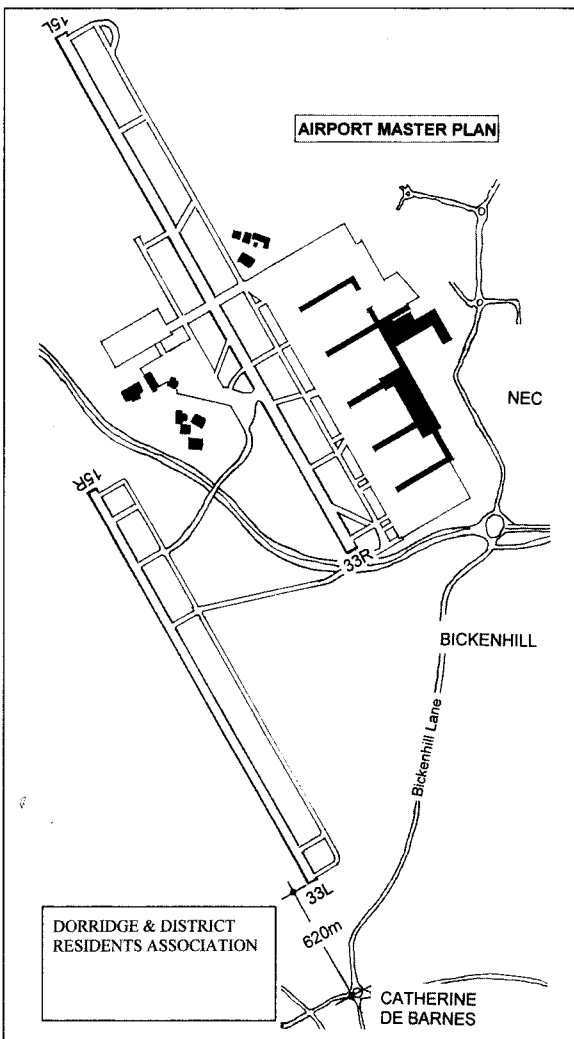 15L
AIRPORT MASTER PLAN
NEC
15R
33R
BICKENHILL
Bickenhill Lane
33L
620m
DORRIDGE & DISTRICT
RESIDENTS ASSOCIATION
CATHERINE
DE BARNES